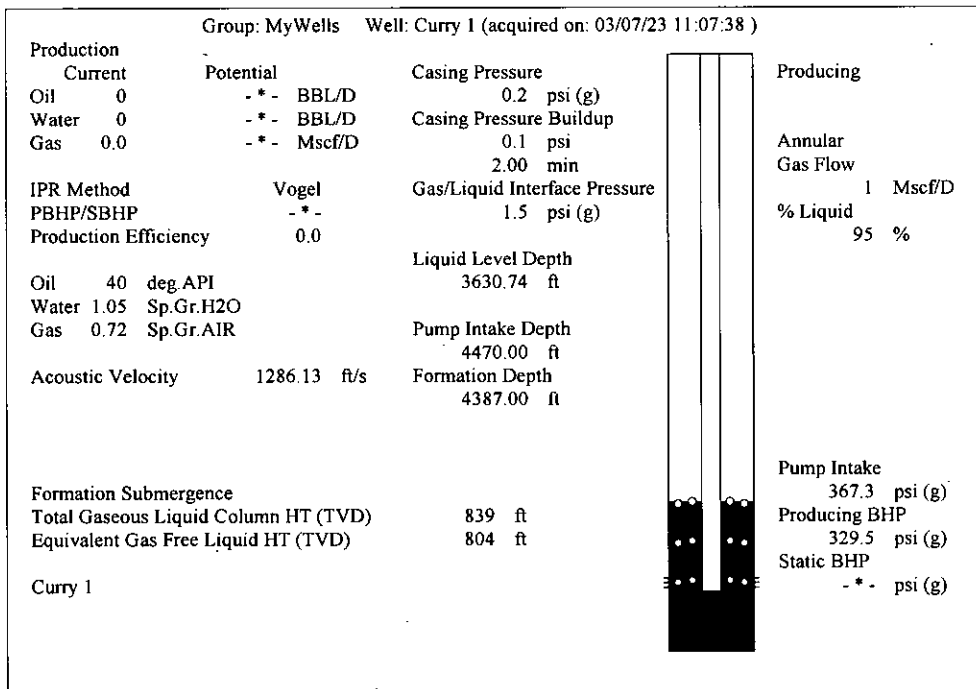 Group: MyWells Well: Curry 1 (acquired on: 03/07/23 11:07:38 )
Production
Current Potential
Oil 0 - * - BBL/D
Water 0 - * - BBL/D
Gas 0.0 - * - Mscf/D
IPR Method Vogel
PBHP/SBHP - * -
Production Efficiency 0.0
Oil 40 deg.API
Water 1.05 Sp.Gr.H2O
Gas 0.72 Sp.Gr.AIR
Acoustic Velocity 1286.13 ft/s
Formation Submergence
Total Gaseous Liquid Column HT (TVD) 839 ft
Equivalent Gas Free Liquid HT (TVD) 804 ft
Curry 1
Casing Pressure
0.2 psi (g)
Casing Pressure Buildup
0.1 psi
2.00 min
Gas/Liquid Interface Pressure
1.5 psi (g)
Liquid Level Depth
3630.74 ft
Pump Intake Depth
4470.00 ft
Formation Depth
4387.00 ft
Producing
Annular
Gas Flow
1 Mscf/D
% Liquid
95 %
Pump Intake
367.3 psi (g)
Producing BHP
329.5 psi (g)
Static BHP
- * - psi (g)